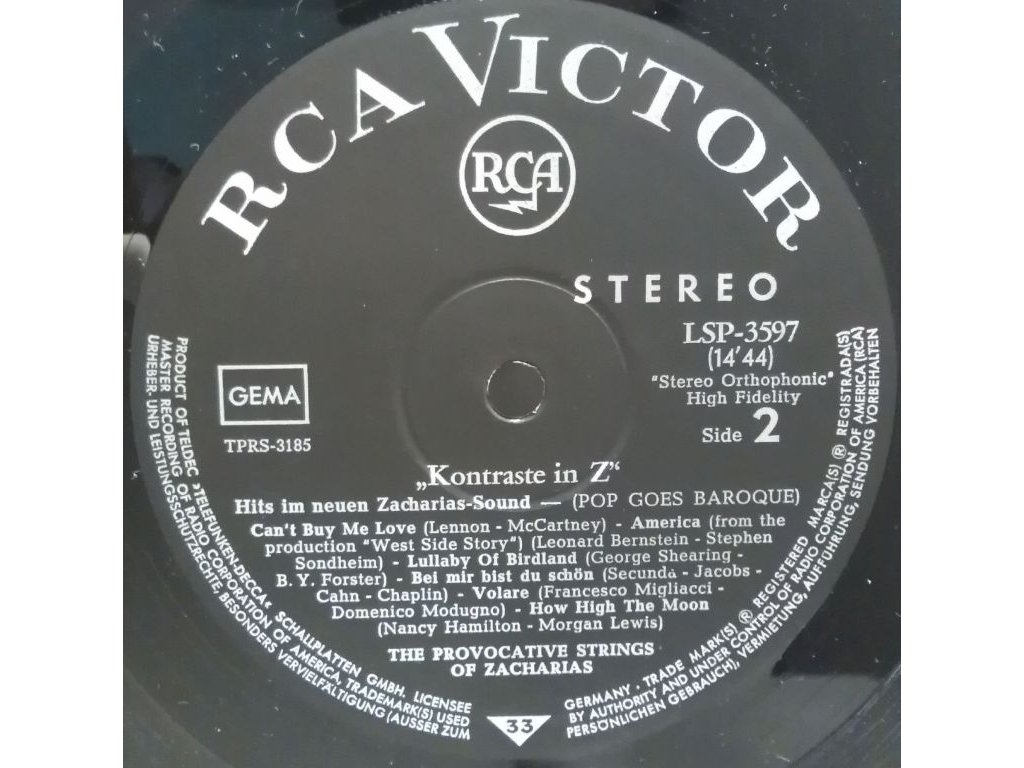 RCA VICTOR
RCA
STEREO
LSP-3597
(14'44)
"Stereo Orthophonic"
High Fidelity
Side 2
GEMA
TPRS-3185
„Kontraste in Z“
Hits im neuen Zacharias-Sound — (POP GOES BAROQUE)
Can't Buy Me Love (Lennon - McCartney) - America (from the
production "West Side Story") (Leonard Bernstein - Stephen
Sondheim) - Lullaby Of Birdland (George Shearing -
B. Y. Forster) - Bei mir bist du schön (Secunda - Jacobs -
Cahn - Chaplin) - Volare (Francesco Migliacci -
Domenico Modugno) - How High The Moon
(Nancy Hamilton - Morgan Lewis)
THE PROVOCATIVE STRINGS
OF ZACHARIAS
33
PRODUCT OF TELDEC »TELEFUNKEN-DECCA« SCHALLPLATTEN GMBH. LICENSEE
MASTER RECORDING OF RADIO CORPORATION OF AMERICA, TRADEMARK(S) USED
URHEBER- UND LEISTUNGSSCHUTZRECHTE, BESONDERS VERVIELFÄLTIGUNG (AUSSER ZUM
GERMANY · TRADE MARK(S) ® REGISTERED MARCA(S) ® REGISTRADA(S)
BY AUTHORITY AND UNDER CONTROL OF RADIO CORPORATION OF AMERICA (RCA)
PERSÖNLICHEN GEBRAUCH), VERMIETUNG, AUFFÜHRUNG, SENDUNG VORBEHALTEN